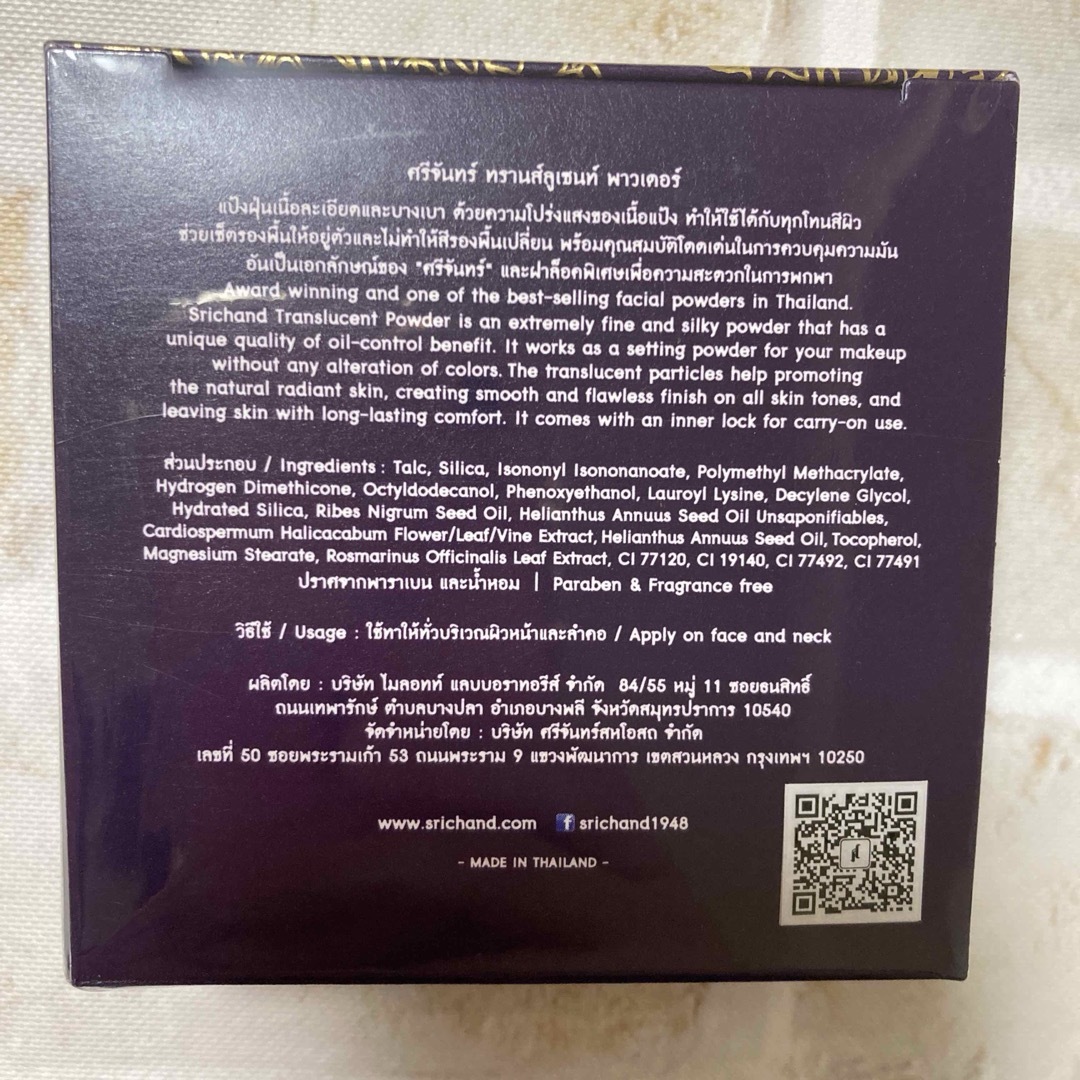 ศรีจันทร์ ทรานส์ลูเซนท์ พาวเดอร์
แป้งฝุ่นเนื้อละเอียดและบางเบา ด้วยความโปร่งแสงของเนื้อแป้ง ทำให้ใช้ได้กับทุกโทนสีผิว
ช่วยเซ็ตรองพื้นให้อยู่ตัวและไม่ทำให้สีรองพื้นเปลี่ยน พร้อมคุณสมบัติโดดเด่นในการควบคุมความมัน
อันเป็นเอกลักษณ์ของ "ศรีจันทร์" และฝาล็อคพิเศษเพื่อความสะดวกในการพกพา
Award winning and one of the best-selling facial powders in Thailand.
Srichand Translucent Powder is an extremely fine and silky powder that has a
unique quality of oil-control benefit. It works as a setting powder for your makeup
without any alteration of colors. The translucent particles help promoting
the natural radiant skin, creating smooth and flawless finish on all skin tones, and
leaving skin with long-lasting comfort. It comes with an inner lock for carry-on use.
ส่วนประกอบ / Ingredients : Talc, Silica, Isononyl Isononanoate, Polymethyl Methacrylate,
Hydrogen Dimethicone, Octyldodecanol, Phenoxyethanol, Lauroyl Lysine, Decylene Glycol,
Hydrated Silica, Ribes Nigrum Seed Oil, Helianthus Annuus Seed Oil Unsaponifiables,
Cardiospermum Halicacabum Flower/Leaf/Vine Extract, Helianthus Annuus Seed Oil, Tocopherol,
Magnesium Stearate, Rosmarinus Officinalis Leaf Extract, CI 77120, CI 19140, CI 77492, CI 77491
ปราศจากพาราเบน และน้ำหอม | Paraben & Fragrance free
วิธีใช้ / Usage : ใช้ทาให้ทั่วบริเวณผิวหน้าและลำคอ / Apply on face and neck
ผลิตโดย : บริษัท ไมลอทท์ แลบบอราทอรีส์ จำกัด 84/55 หมู่ 11 ซอยธนสิทธิ์
ถนนเทพารักษ์ ตำบลบางปลา อำเภอบางพลี จังหวัดสมุทรปราการ 10540
จัดจำหน่ายโดย : บริษัท ศรีจันทร์สหโอสถ จำกัด
เลขที่ 50 ซอยพระรามเก้า 53 ถนนพระราม 9 แขวงพัฒนาการ เขตสวนหลวง กรุงเทพฯ 10250
www.srichand.com f srichand1948
- MADE IN THAILAND -